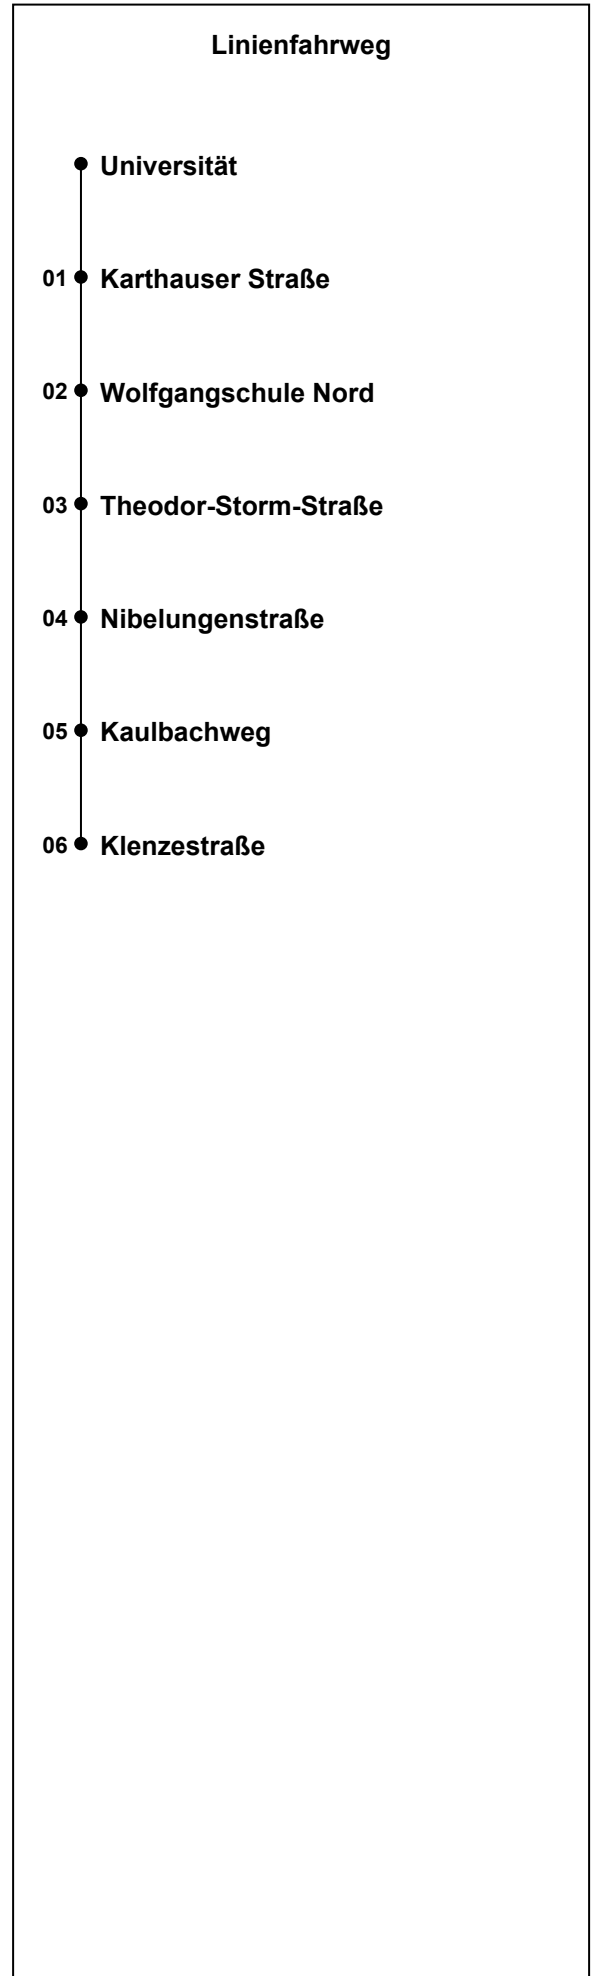 Linienfahrweg
Universität
01 Karthauser Straße
02 Wolfgangschule Nord
03 Theodor-Storm-Straße
04 Nibelungenstraße
05 Kaulbachweg
06 Klenzestraße